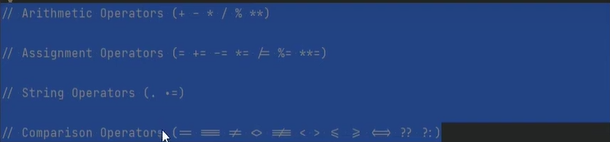 // Arithmetic Operators (+ - * / % **)
// Assignment Operators (= += -= *= /= %= **=)
// String Operators (. .=)
// Comparison Operators (== === != <> !== < > <= >= <=> ?? ?:)